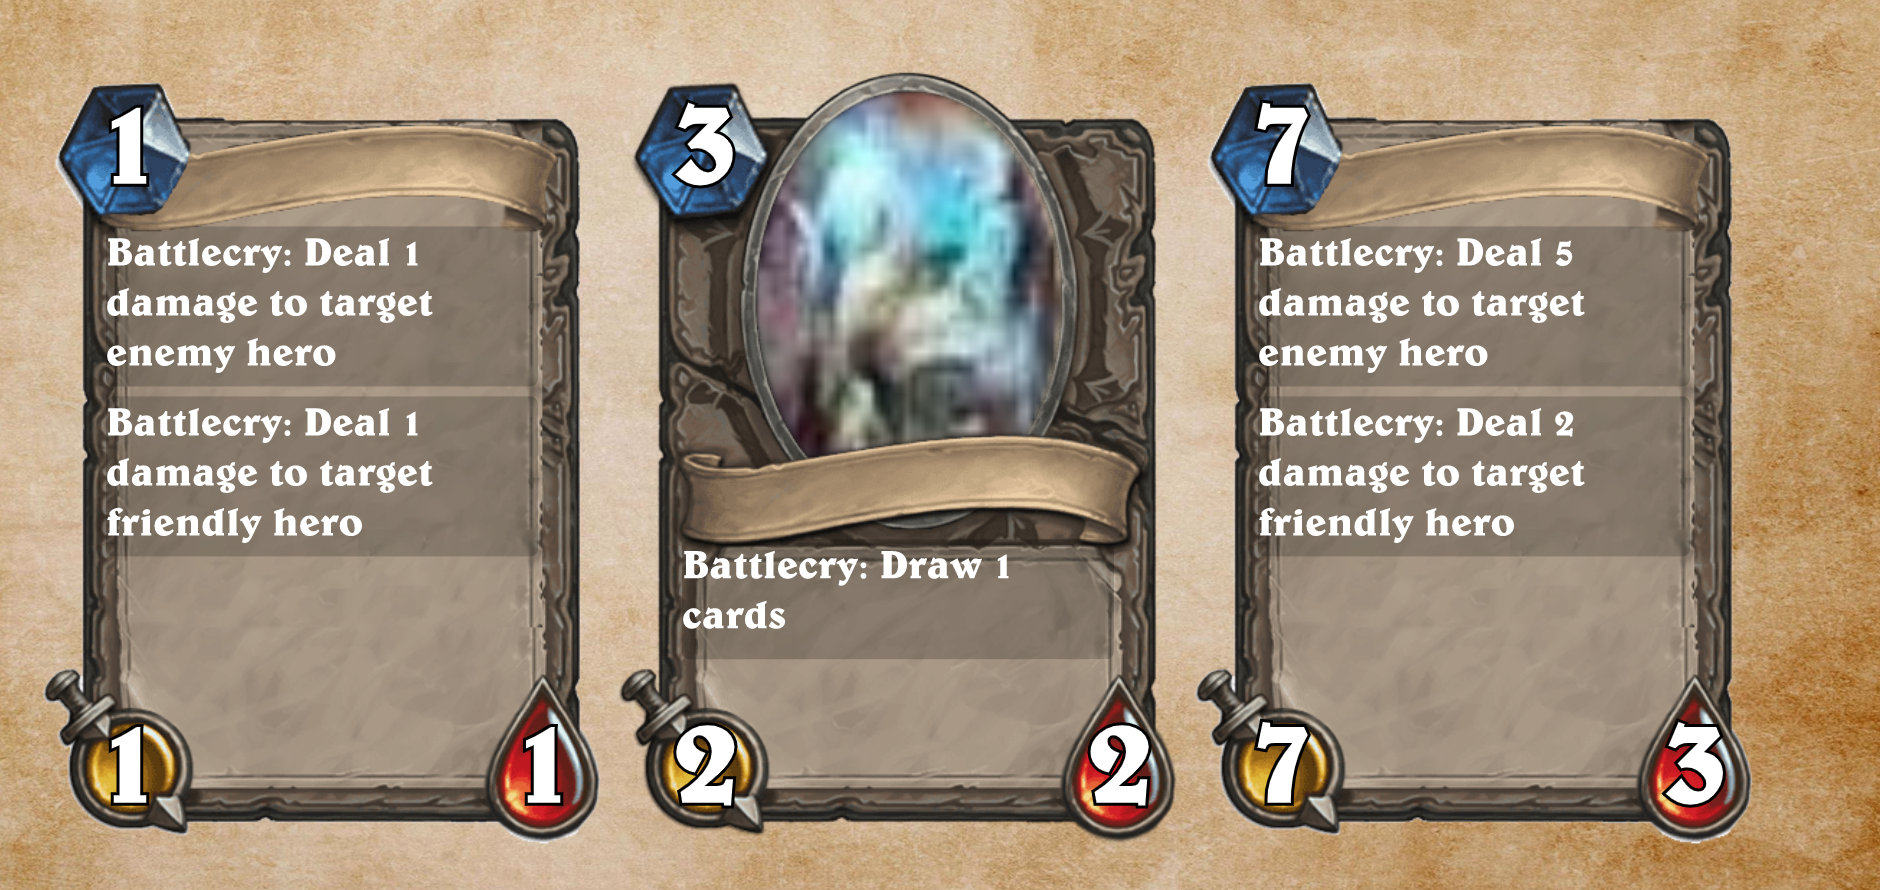 1
Battlecry: Deal 1
damage to target
enemy hero
Battlecry: Deal 1
damage to target
friendly hero
1
1
3
Battlecry: Draw 1
cards
2
2
7
Battlecry: Deal 5
damage to target
enemy hero
Battlecry: Deal 2
damage to target
friendly hero
7
3